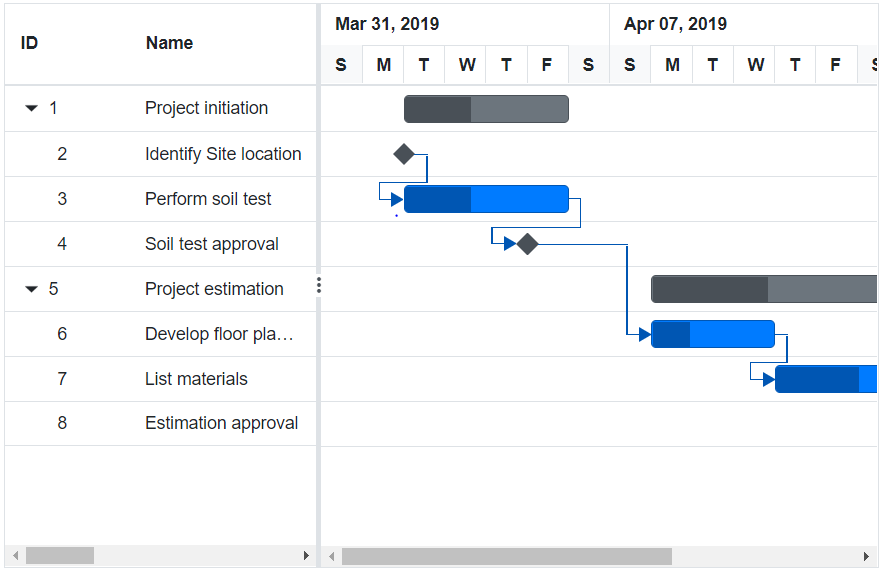 ID Name Mar 31, 2019 Apr 07, 2019
S M T W T F S S M T W T F S
1 Project initiation
2 Identify Site location
3 Perform soil test
4 Soil test approval
5 Project estimation
6 Develop floor pla…
7 List materials
8 Estimation approval